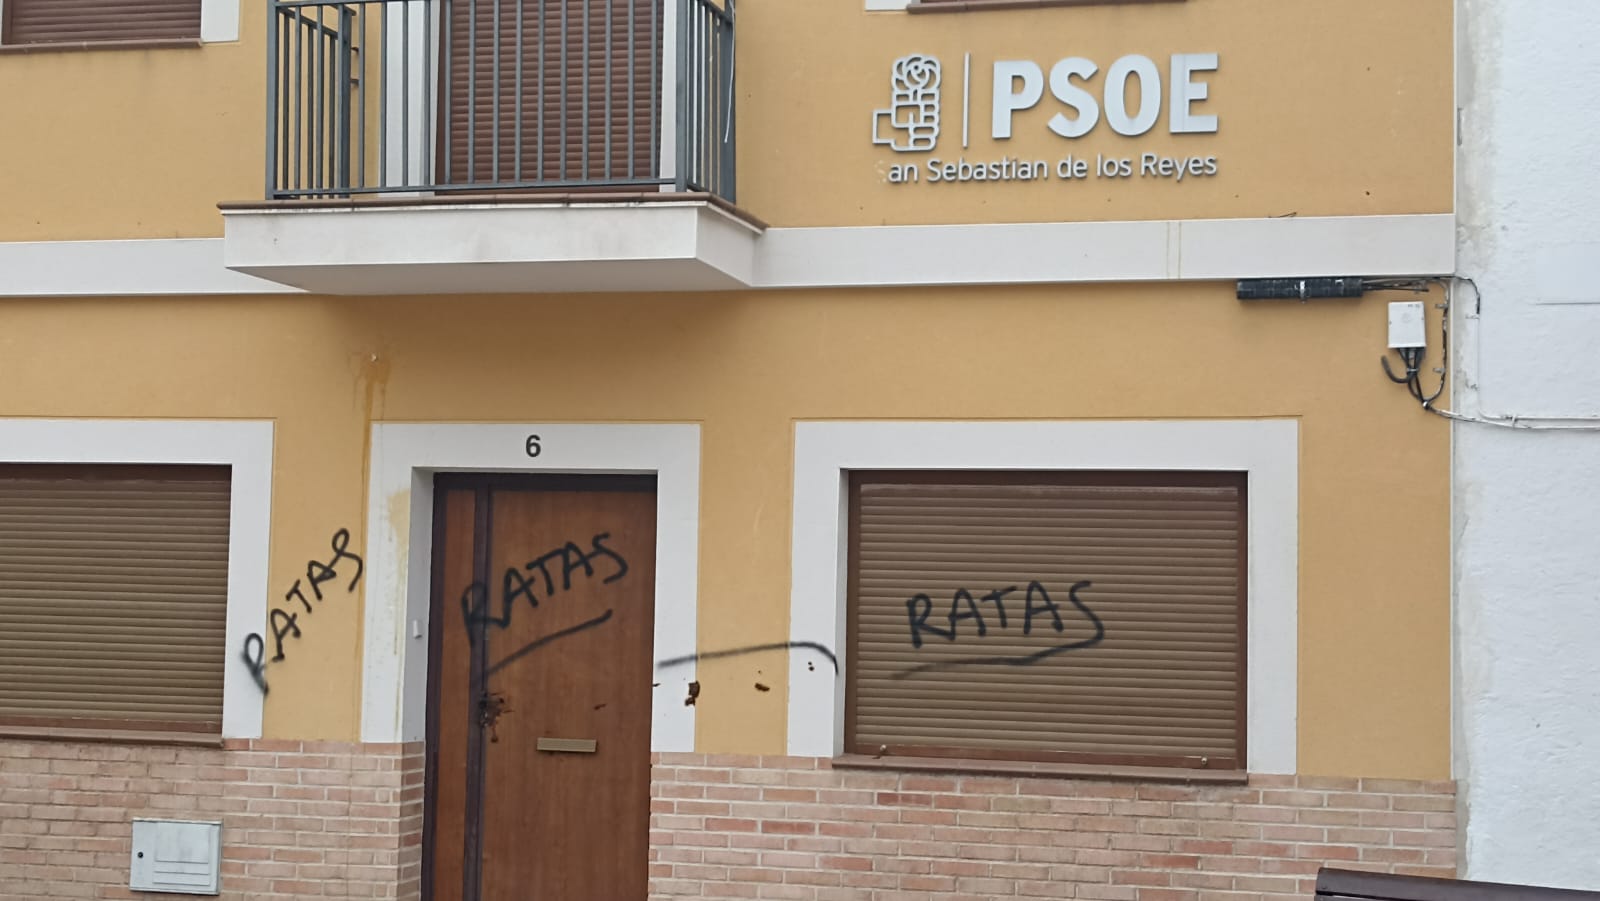 PSOE
an Sebastian de los Reyes
6
RATAS
RATAS
RATAS